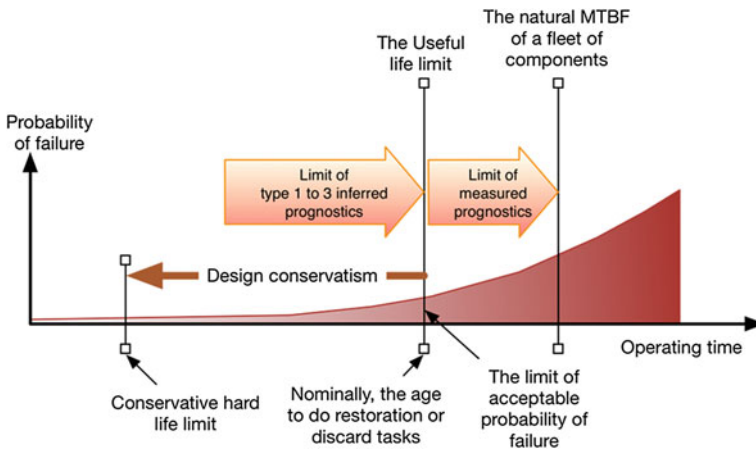 The natural MTBF
of a fleet of
components
The Useful
life limit
Probability
of failure
Limit of
type 1 to 3 inferred
prognostics
Limit of
measured
prognostics
Design conservatism
Operating time
Conservative hard
life limit
Nominally, the age
to do restoration or
discard tasks
The limit of
acceptable
probability of
failure